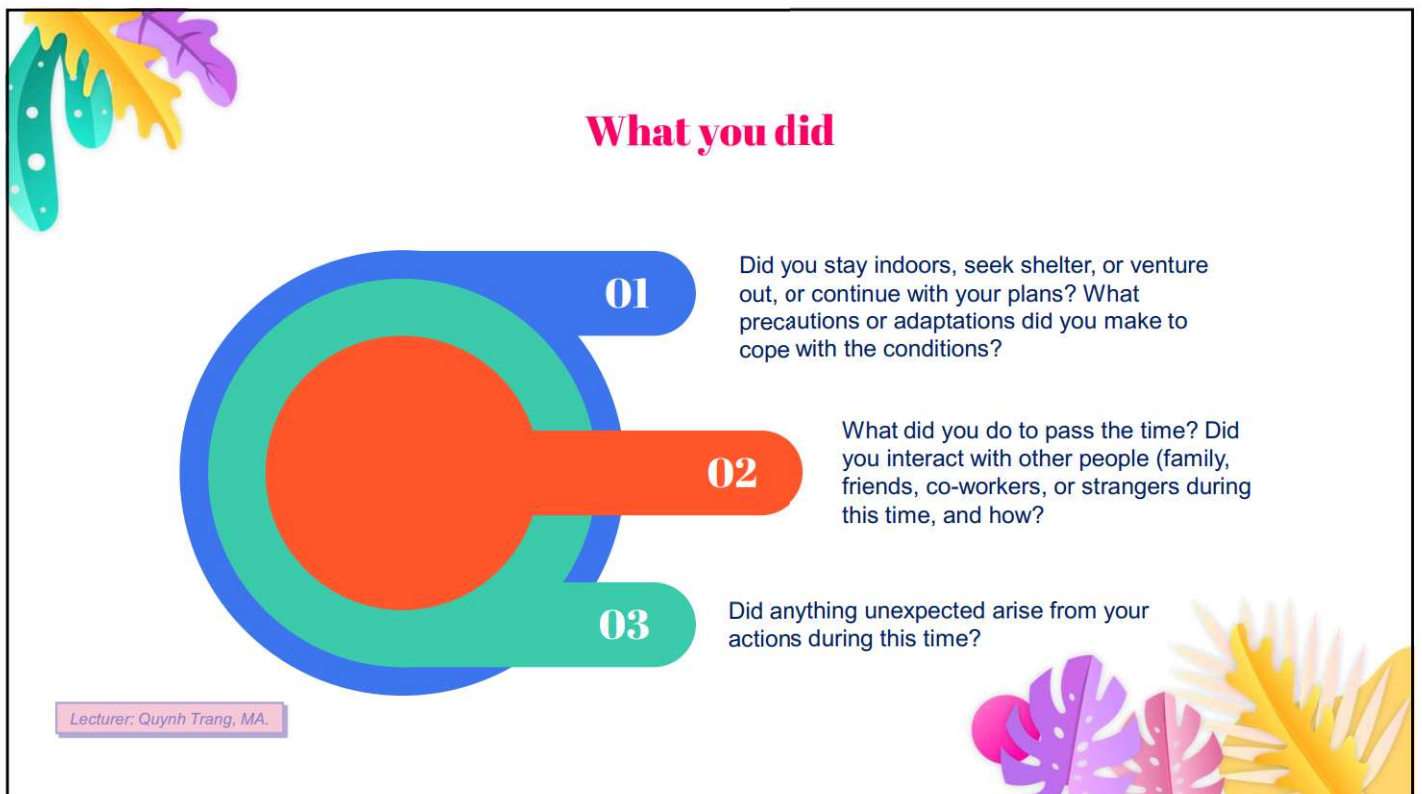 What you did
01
Did you stay indoors, seek shelter, or venture
out, or continue with your plans? What
precautions or adaptations did you make to
cope with the conditions?
02
What did you do to pass the time? Did
you interact with other people (family,
friends, co-workers, or strangers during
this time, and how?
03
Did anything unexpected arise from your
actions during this time?
Lecturer: Quynh Trang, MA.